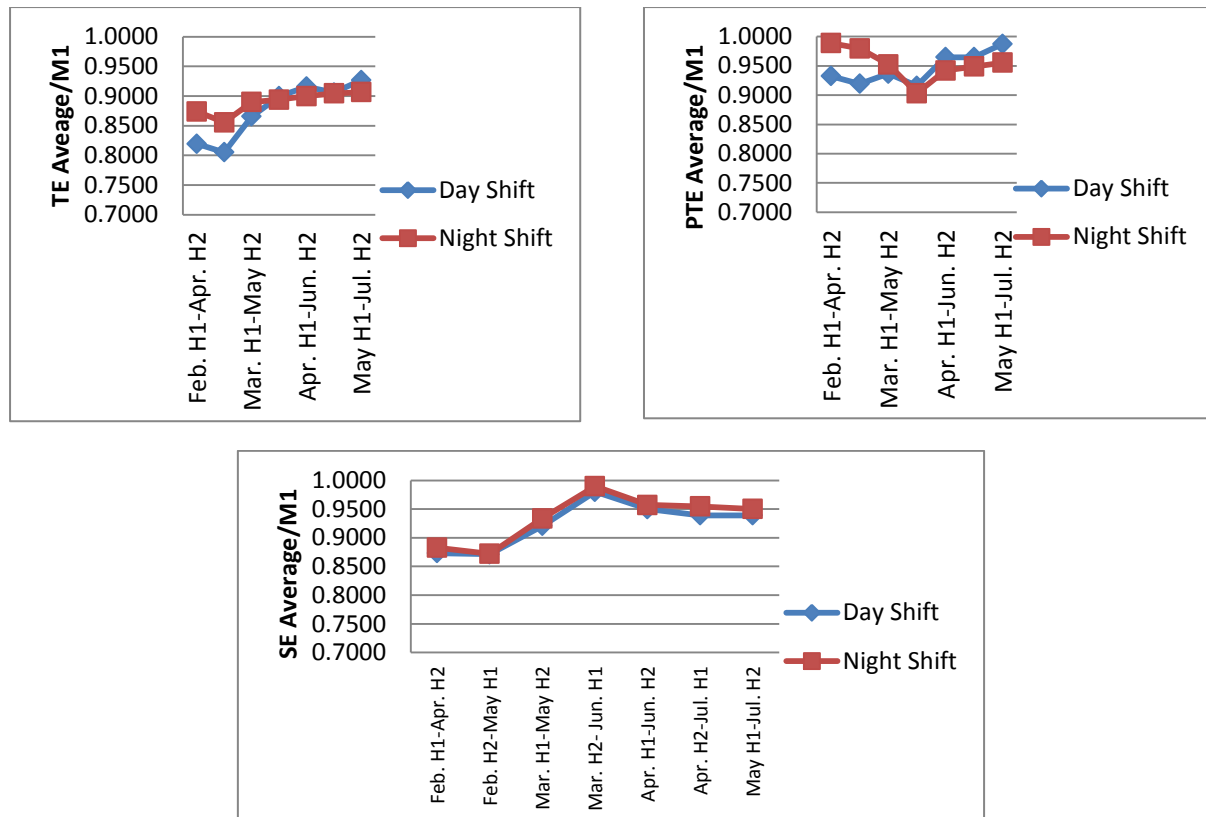 TE Aveage/M1
1.0000
0.9500
0.9000
0.8500
0.8000
0.7500
0.7000
Feb. H1-Apr. H2
Mar. H1-May H2
Apr. H1-Jun. H2
May H1-Jul. H2
Day Shift
Night Shift
PTE Average/M1
1.0000
0.9500
0.9000
0.8500
0.8000
0.7500
0.7000
Feb. H1-Apr. H2
Mar. H1-May H2
Apr. H1-Jun. H2
May H1-Jul. H2
Day Shift
Night Shift
SE Average/M1
1.0000
0.9500
0.9000
0.8500
0.8000
0.7500
0.7000
Feb. H1-Apr. H2
Feb. H2-May H1
Mar. H1-May H2
Mar. H2- Jun. H1
Apr. H1-Jun. H2
Apr. H2-Jul. H1
May H1-Jul. H2
Day Shift
Night Shift